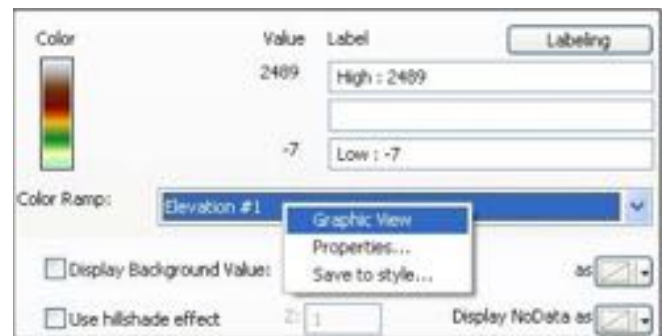 Color Value Label Labeling
2489 High : 2489
-7 Low : -7
Color Ramp: Elevation #1
Graphic View
Properties...
Save to style...
Display Background Value: as
Use hillshade effect Z: 1 Display NoData as